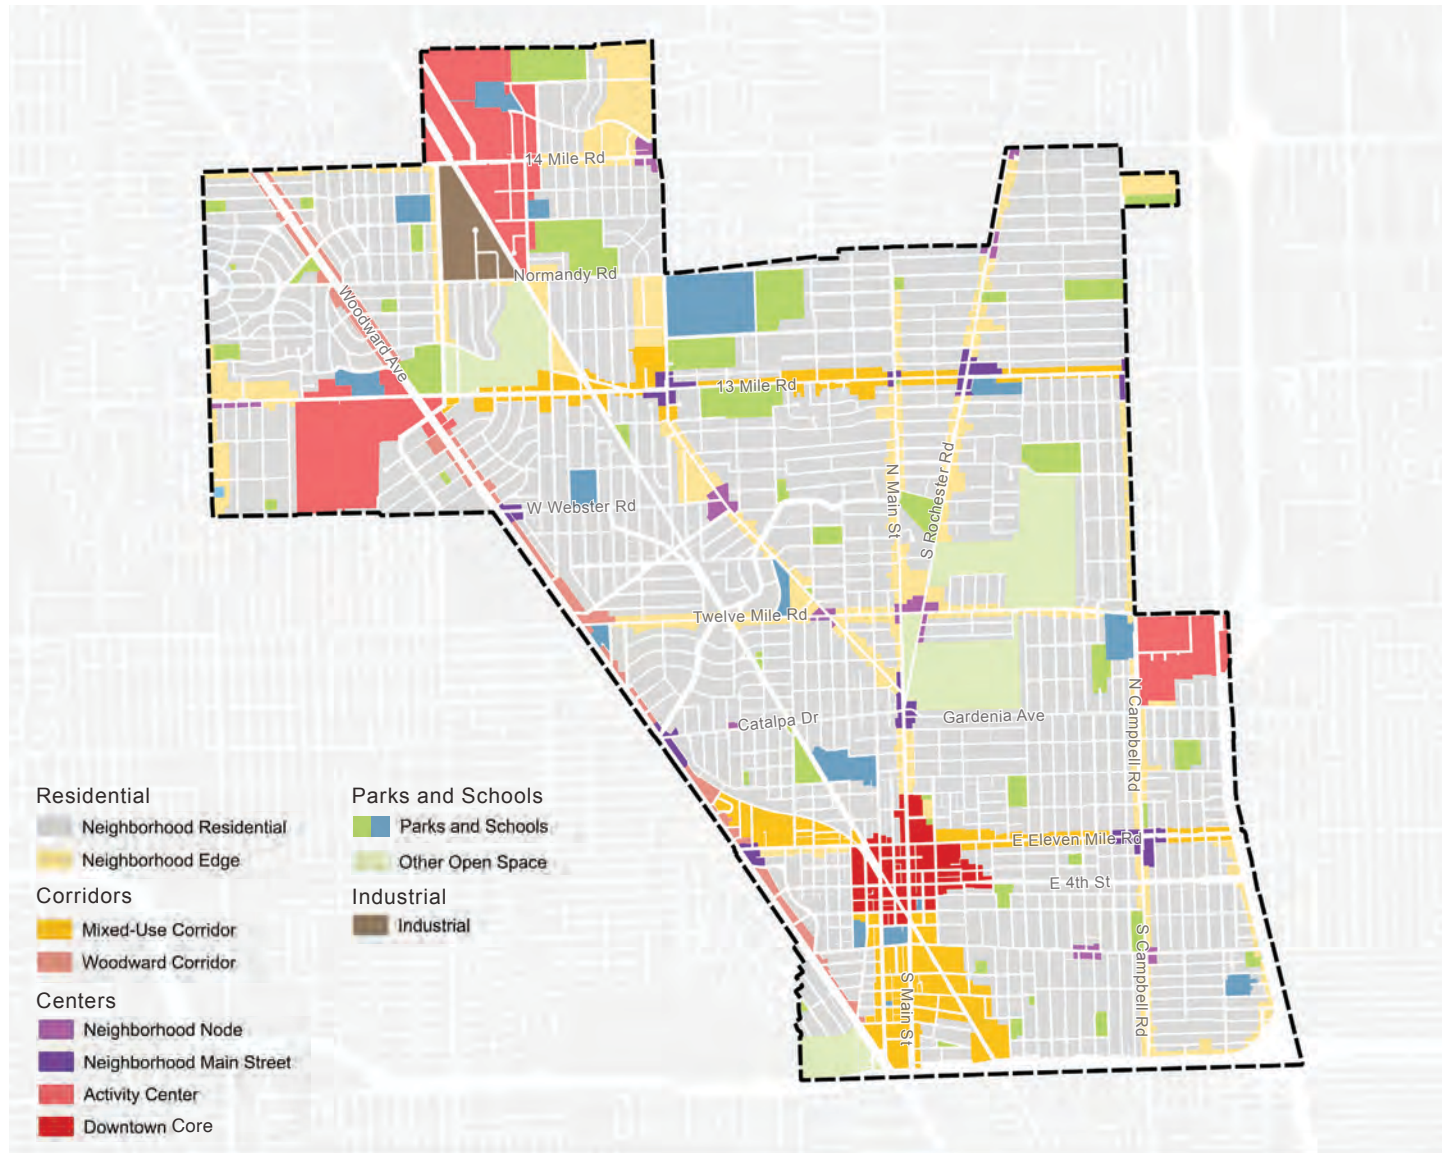 14 Mile Rd
Normandy Rd
Woodward Ave
13 Mile Rd
N Main St
S Rochester Rd
W Webster Rd
Twelve Mile Rd
Catalpa Dr
Gardenia Ave
N Campbell Rd
E Eleven Mile Rd
E 4th St
S Campbell Rd
S Main St
Residential
Neighborhood Residential
Neighborhood Edge
Corridors
Mixed-Use Corridor
Woodward Corridor
Centers
Neighborhood Node
Neighborhood Main Street
Activity Center
Downtown Core
Parks and Schools
Parks and Schools
Other Open Space
Industrial
Industrial